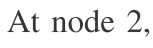 At node 2,